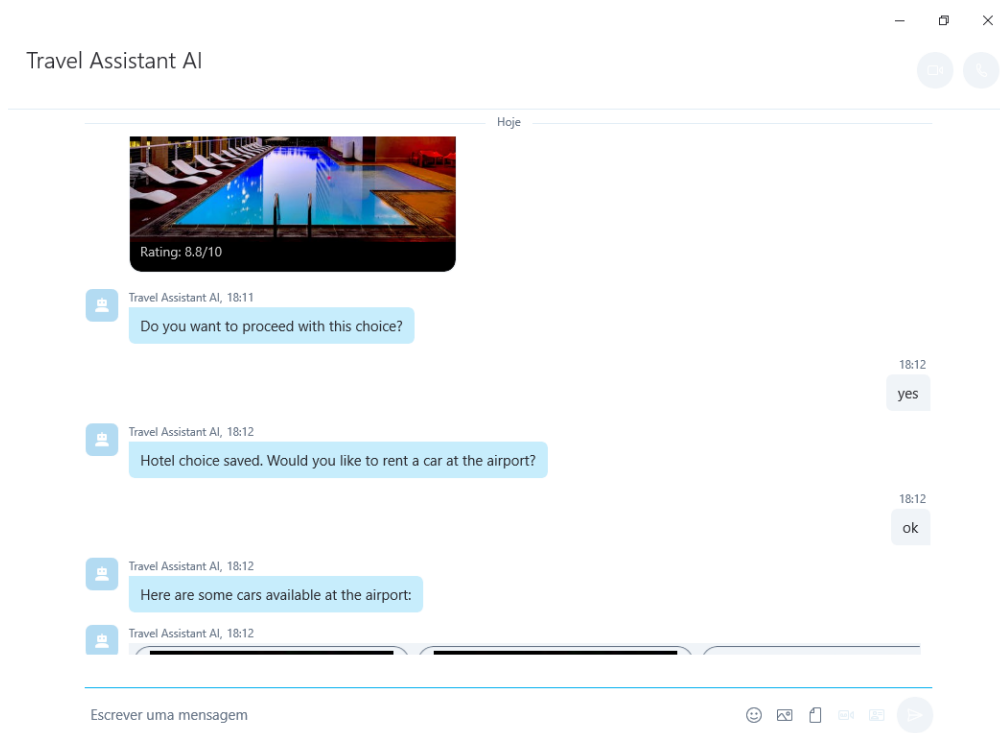 Travel Assistant AI
Hoje
Rating: 8.8/10
Travel Assistant AI, 18:11
Do you want to proceed with this choice?
18:12
yes
Travel Assistant AI, 18:12
Hotel choice saved. Would you like to rent a car at the airport?
18:12
ok
Travel Assistant AI, 18:12
Here are some cars available at the airport:
Travel Assistant AI, 18:12
Escrever uma mensagem